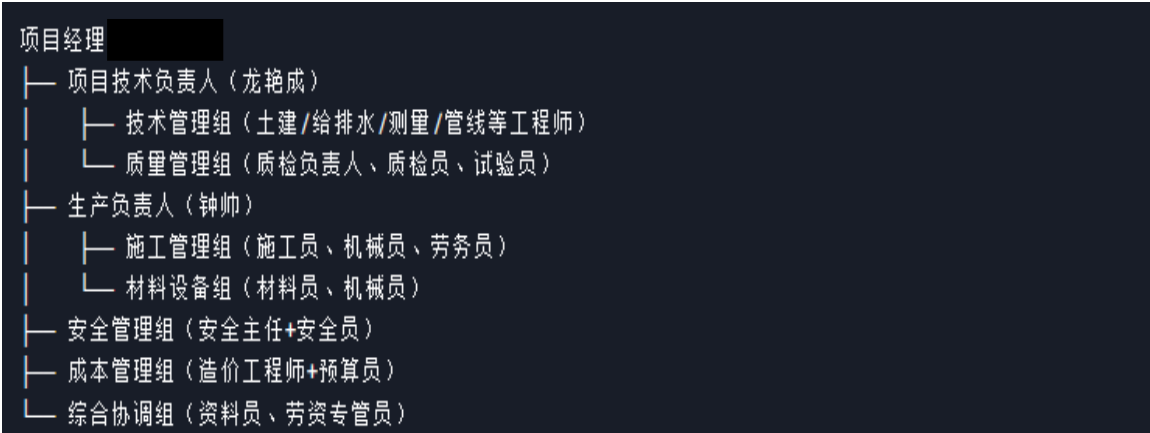 项目经理
├── 项目技术负责人（龙艳成）
│   ├── 技术管理组（土建/给排水/测量/管线等工程师）
│   └── 质量管理组（质检负责人、质检员、试验员）
├── 生产负责人（钟帅）
│   ├── 施工管理组（施工员、机械员、劳务员）
│   └── 材料设备组（材料员、机械员）
├── 安全管理组（安全主任+安全员）
├── 成本管理组（造价工程师+预算员）
└── 综合协调组（资料员、劳资专管员）